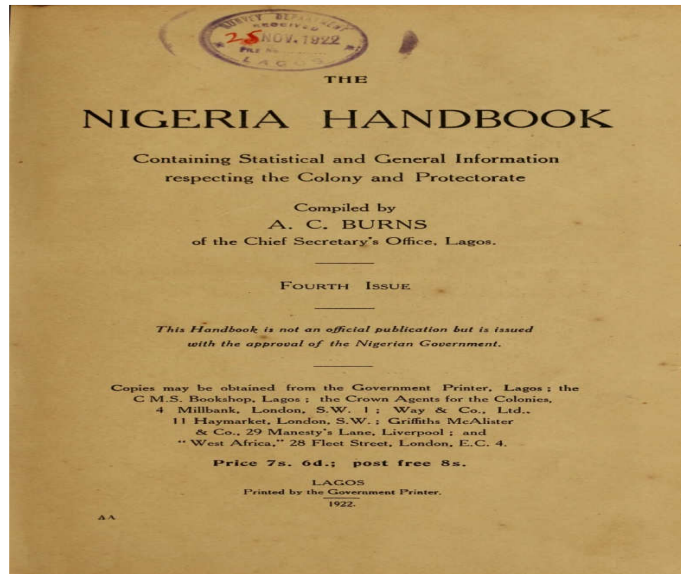 SURVEY DEPARTMENT
RECEIVED
25 NOV. 1922
FILE No.
LAGOS
THE
NIGERIA HANDBOOK
Containing Statistical and General Information
respecting the Colony and Protectorate
Compiled by
A. C. BURNS
of the Chief Secretary's Office, Lagos.
FOURTH ISSUE
This Handbook is not an official publication but is issued
with the approval of the Nigerian Government.
Copies may be obtained from the Government Printer, Lagos ; the
C M.S. Bookshop, Lagos ; the Crown Agents for the Colonies,
4 Millbank, London, S.W. 1 ; Way & Co., Ltd.,
11 Haymarket, London, S.W. ; Griffiths McAlister
& Co., 29 Manesty's Lane, Liverpool ; and
“ West Africa,” 28 Fleet Street, London, E.C. 4.
Price 7s. 6d.; post free 8s.
LAGOS
Printed by the Government Printer.
1922.
AA